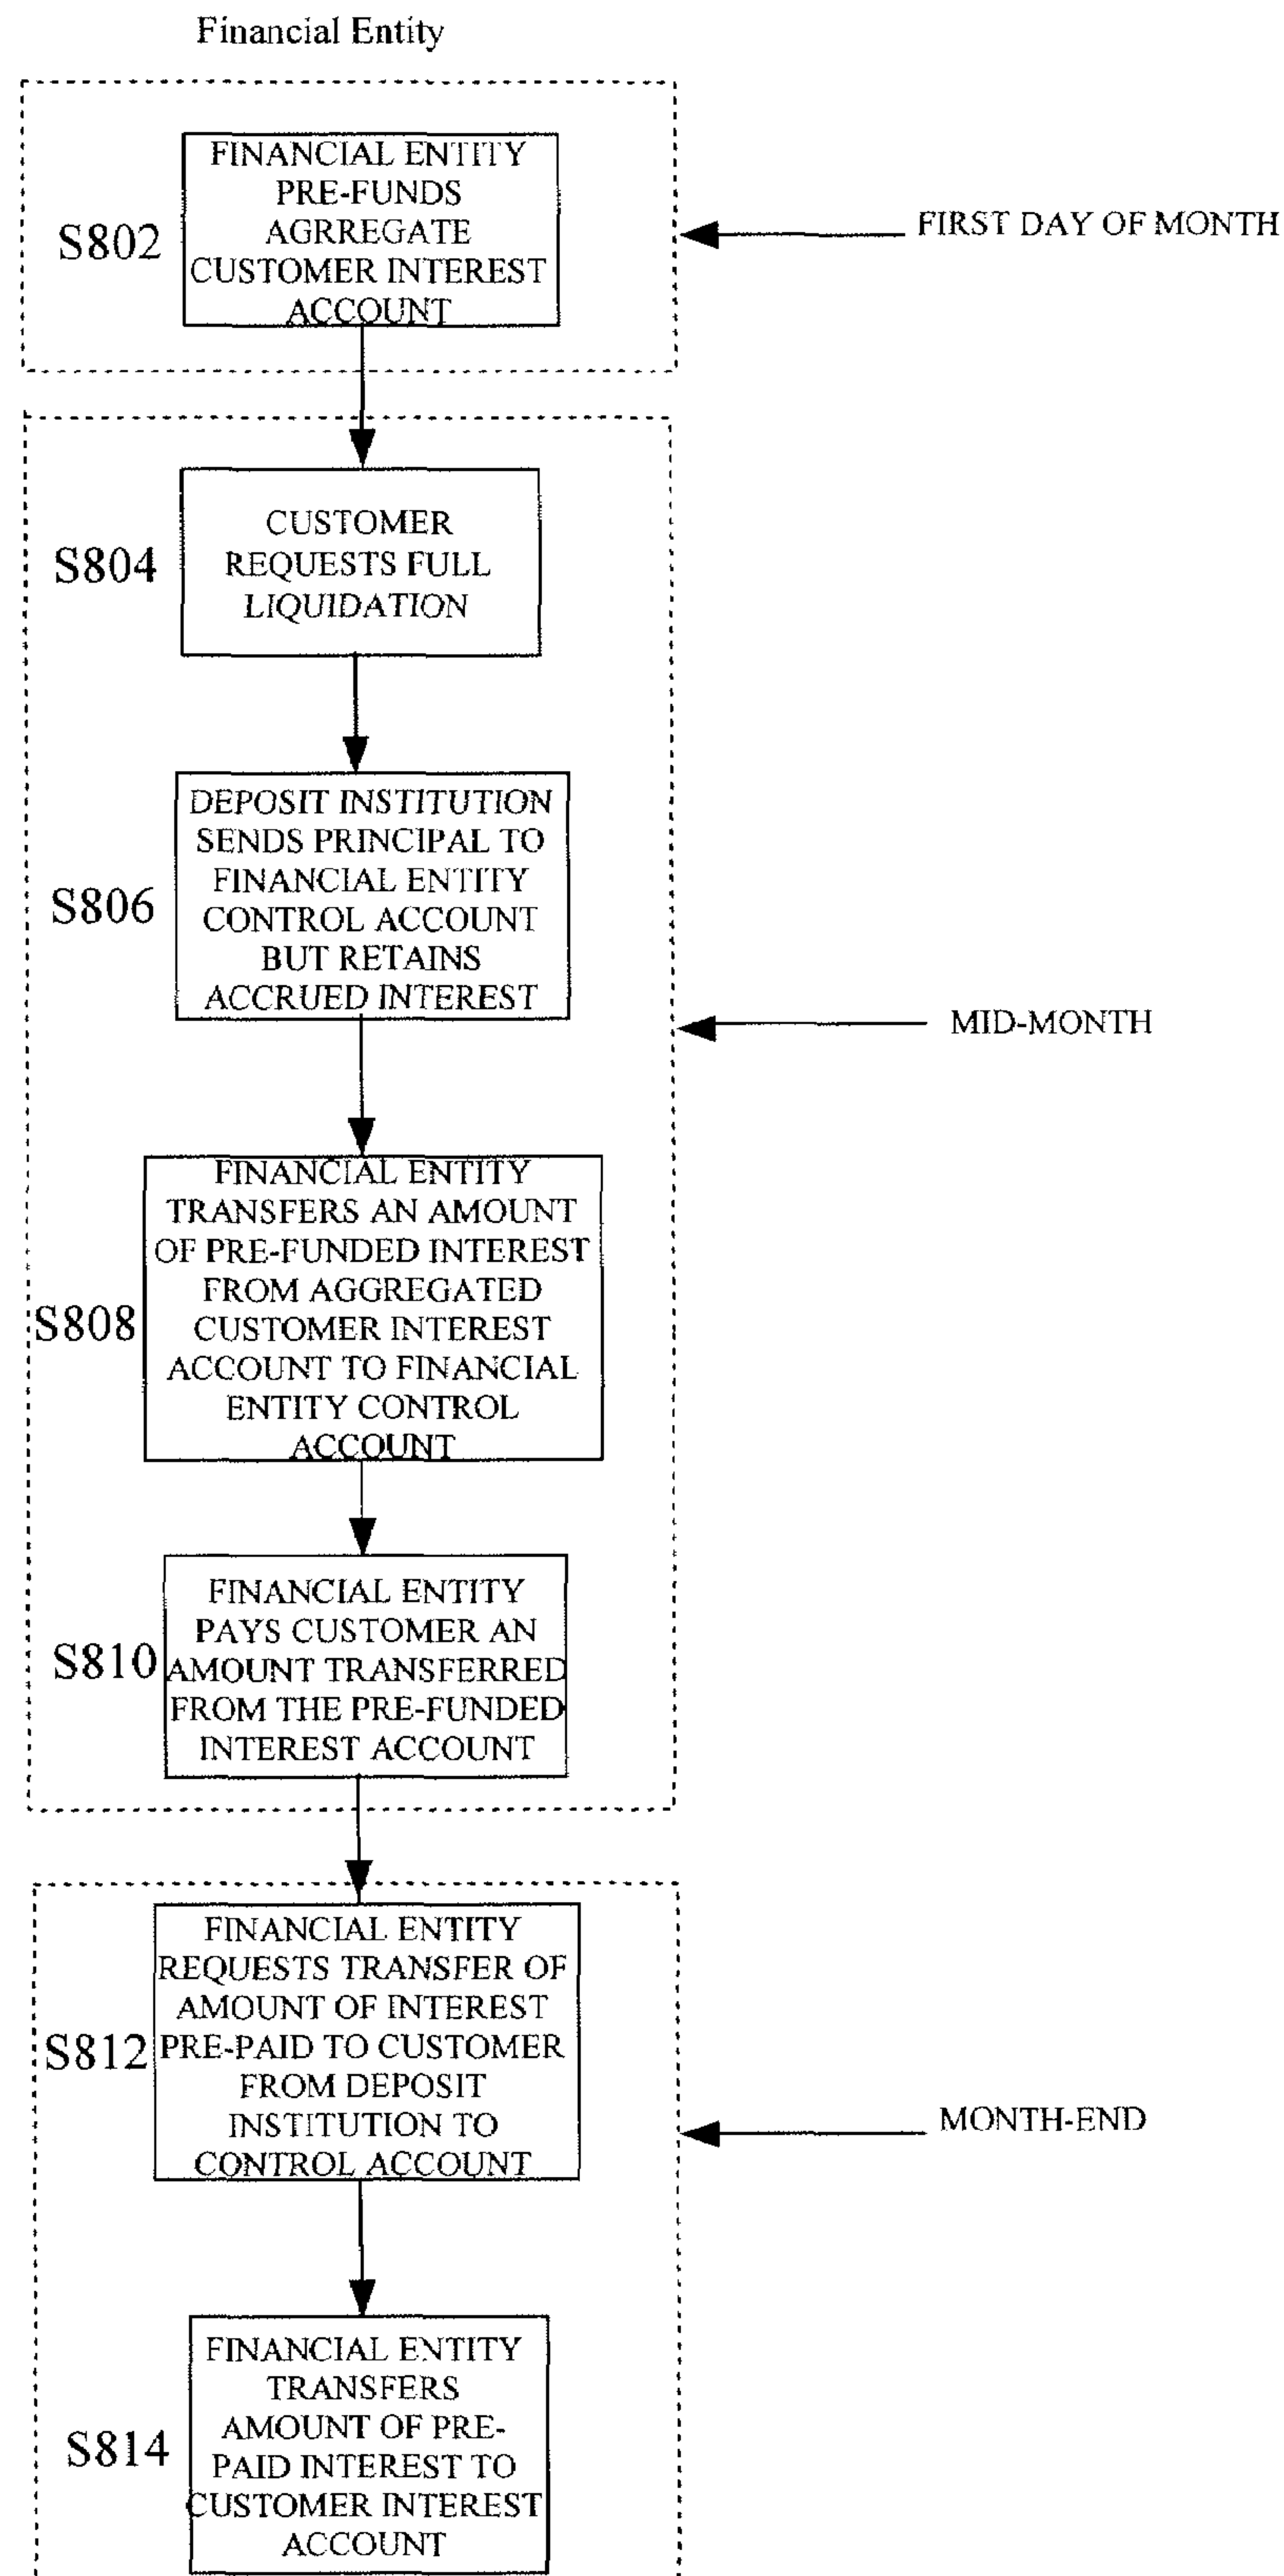 Financial Entity
S802
FINANCIAL ENTITY
PRE-FUNDS
AGRREGATE
CUSTOMER INTEREST
ACCOUNT
FIRST DAY OF MONTH
S804
CUSTOMER
REQUESTS FULL
LIQUIDATION
S806
DEPOSIT INSTITUTION
SENDS PRINCIPAL TO
FINANCIAL ENTITY
CONTROL ACCOUNT
BUT RETAINS
ACCRUED INTEREST
MID-MONTH
S808
FINANCIAL ENTITY
TRANSFERS AN AMOUNT
OF PRE-FUNDED INTEREST
FROM AGGREGATED
CUSTOMER INTEREST
ACCOUNT TO FINANCIAL
ENTITY CONTROL
ACCOUNT
S810
FINANCIAL ENTITY
PAYS CUSTOMER AN
AMOUNT TRANSFERRED
FROM THE PRE-FUNDED
INTEREST ACCOUNT
S812
FINANCIAL ENTITY
REQUESTS TRANSFER OF
AMOUNT OF INTEREST
PRE-PAID TO CUSTOMER
FROM DEPOSIT
INSTITUTION TO
CONTROL ACCOUNT
MONTH-END
S814
FINANCIAL ENTITY
TRANSFERS
AMOUNT OF PRE-
PAID INTEREST TO
CUSTOMER INTEREST
ACCOUNT